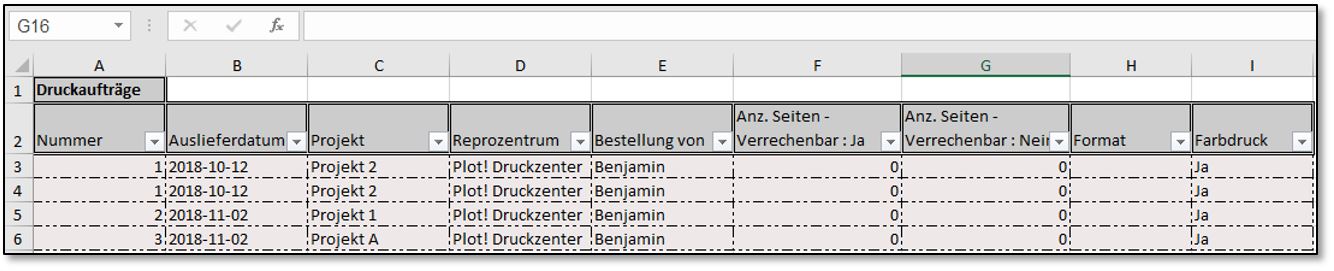 G16 fx
A B C D E F G H I
1 Druckaufträge
Anz. Seiten - Anz. Seiten -
2 Nummer Auslieferdatum Projekt Reprozentrum Bestellung von Verrechenbar : Ja Verrechenbar : Nein Format Farbdruck
3 1 2018-10-12 Projekt 2 Plot! Druckzenter Benjamin 0 0 Ja
4 1 2018-10-12 Projekt 2 Plot! Druckzenter Benjamin 0 0 Ja
5 2 2018-11-02 Projekt 1 Plot! Druckzenter Benjamin 0 0 Ja
6 3 2018-11-02 Projekt A Plot! Druckzenter Benjamin 0 0 Ja